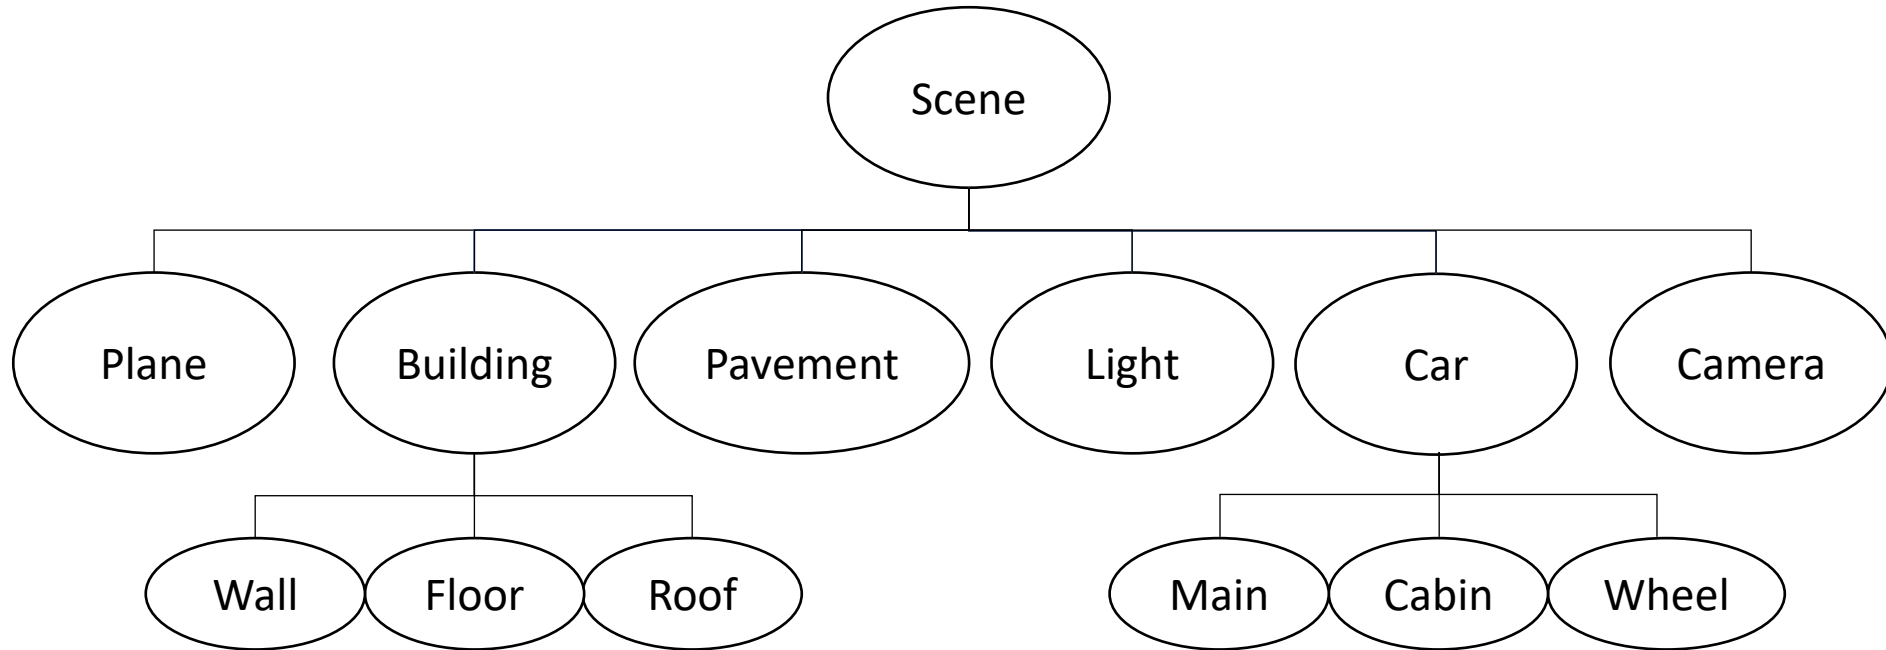 Scene
Plane
Building
Pavement
Light
Car
Camera
Wall
Floor
Roof
Main
Cabin
Wheel